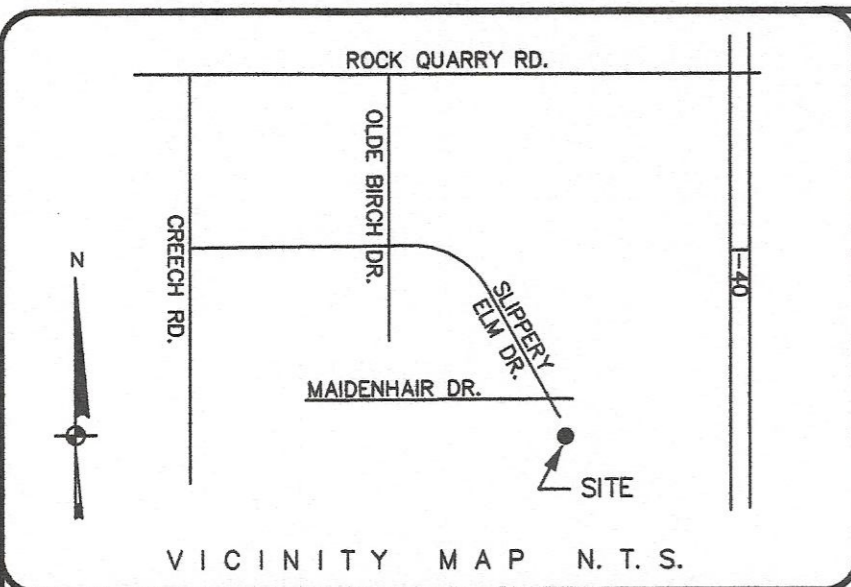 ROCK QUARRY RD.
OLDE BIRCH DR.
CREECH RD.
N
I-40
SLIPPERY
ELM DR.
MAIDENHAIR DR.
SITE
VICINITY MAP N.T.S.